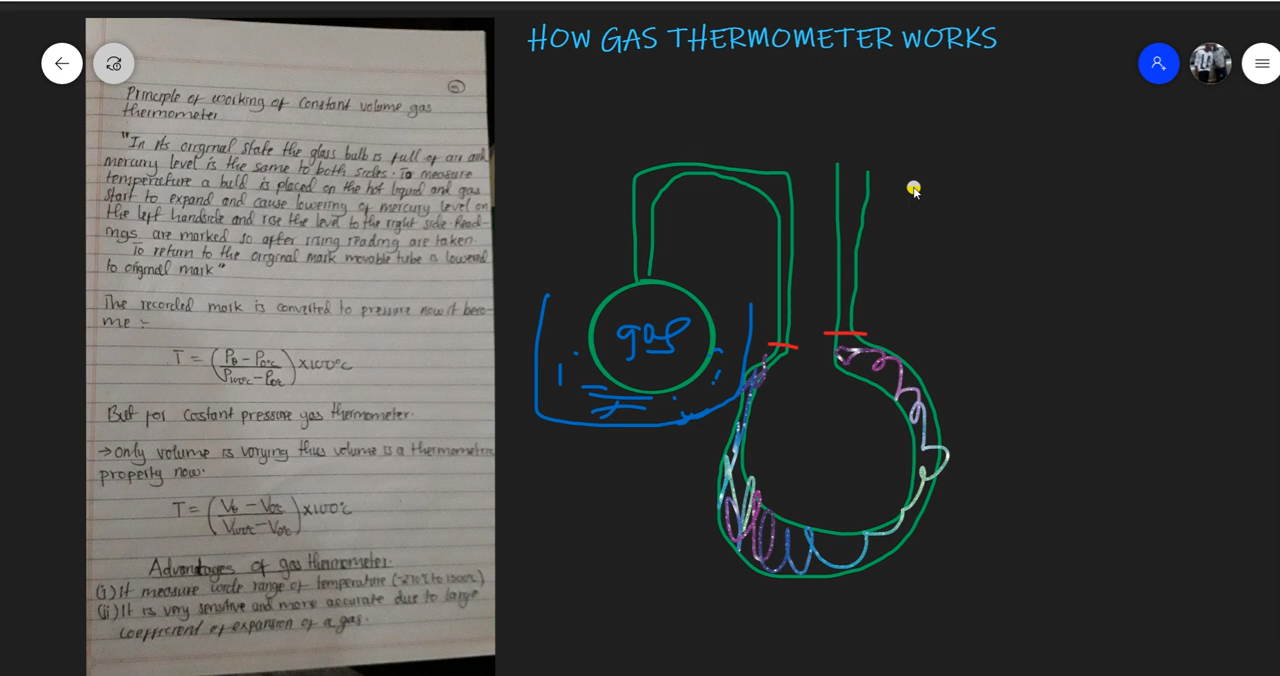 HOW GAS THERMOMETER WORKS
Principle of working of Constant volume gas
thermometer
"In its original state the glass bulb is full of air and
mercury level is the same to both sides. To measure
temperature a bulb is placed on the hot liquid and gas
start to expand and cause lowering of mercury level on
the left handside and rise the level to the right side. Read-
ings are marked so after rising reading are taken.
To return to the original mark movable tube is lowered
to original mark"
The recorded mark is converted to pressure now it beco-
me :-
T = (Pθ - P0°C / P100°C - P0°C) × 100°C
But for Constant pressure gas thermometer.
→ only volume is varying thus volume is a thermometric
property now.
T = (Vθ - V0°C / V100°C - V0°C) × 100°C
Advantages of gas thermometer.
(i) It measure wide range of temperature (-270°C to 1500°C)
(ii) It is very sensitive and more accurate due to large
coefficient of expansion of a gas.
gas